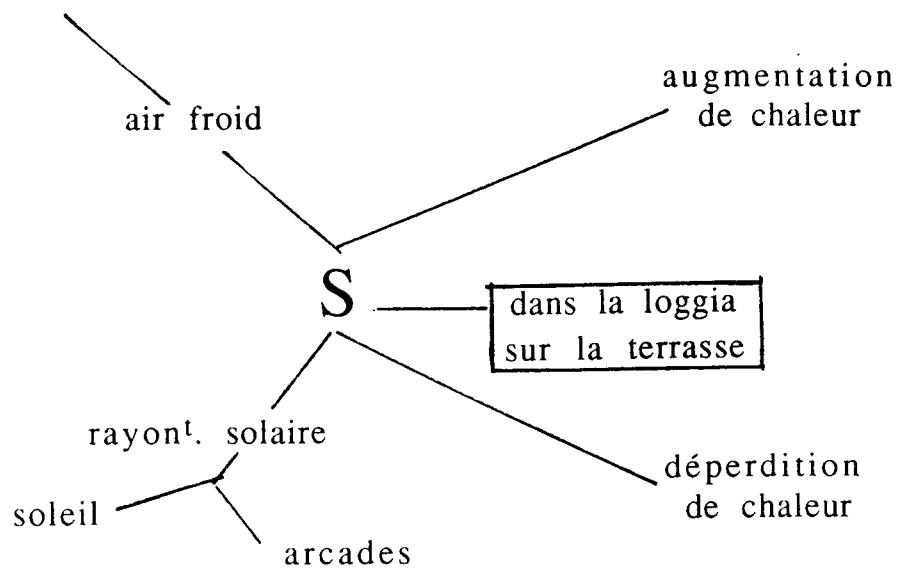 augmentation
de chaleur
air froid
S
dans la loggia
sur la terrasse
rayonᵗ. solaire
déperdition
de chaleur
soleil
arcades